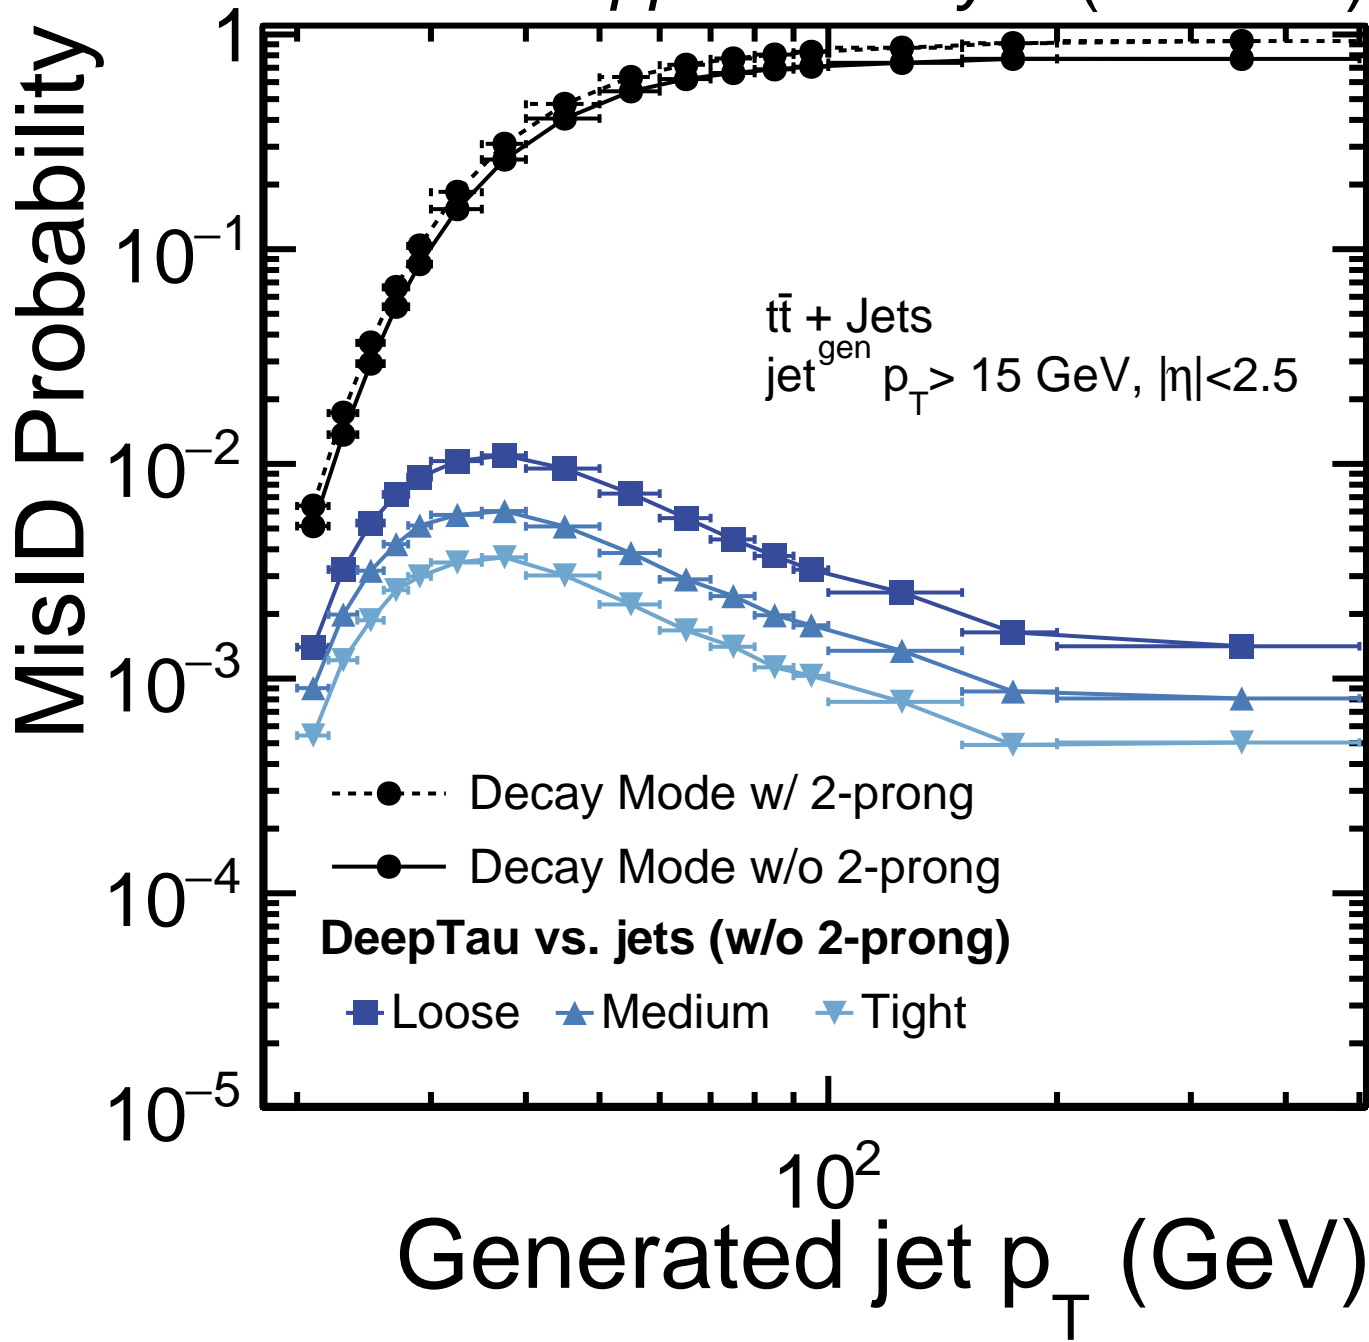 MisID Probability
1
10⁻¹
10⁻²
10⁻³
10⁻⁴
10⁻⁵
tt̄ + Jets
jet^gen p_T> 15 GeV, |η|<2.5
Decay Mode w/ 2-prong
Decay Mode w/o 2-prong
DeepTau vs. jets (w/o 2-prong)
Loose Medium Tight
10²
Generated jet p_T (GeV)